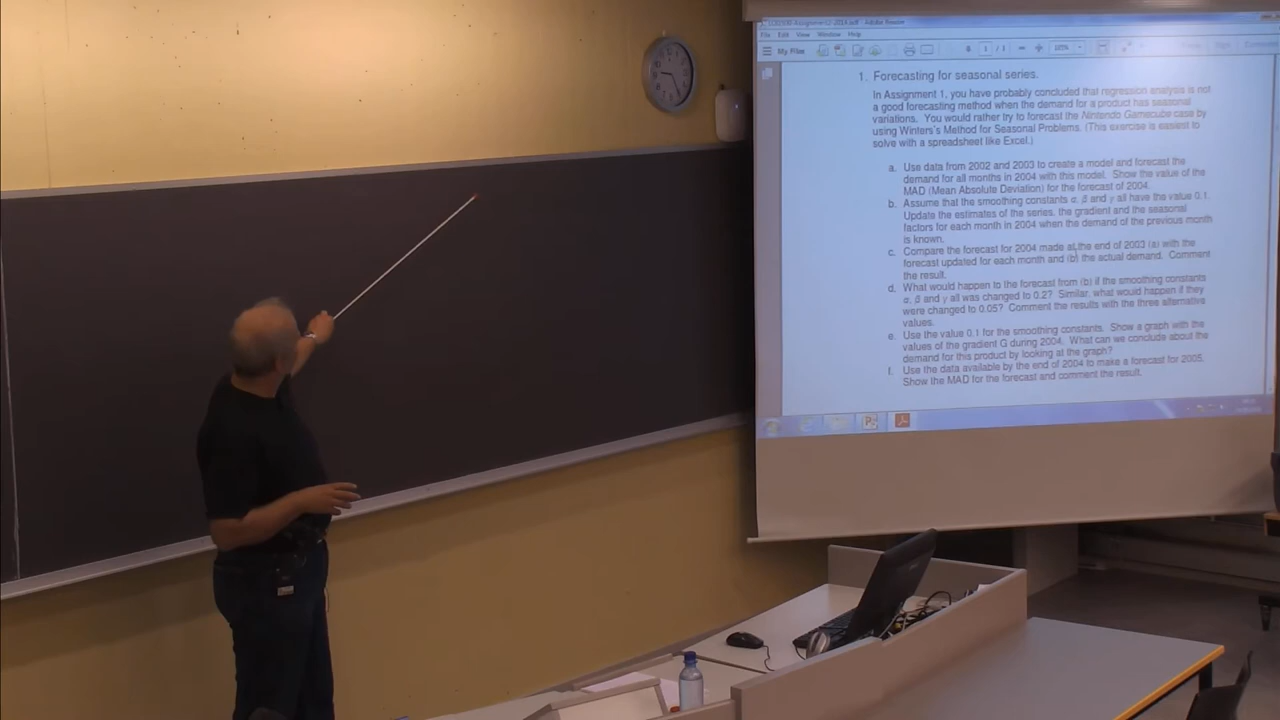 File Edit View Window Help
My Files 1 / 1
1. Forecasting for seasonal series.
In Assignment 1, you have probably concluded that regression analysis is not
a good forecasting method when the demand for a product has seasonal
variations. You would rather try to forecast the Nintendo Gamecube case by
using Winters's Method for Seasonal Problems. (This exercise is easiest to
solve with a spreadsheet like Excel.)
a. Use data from 2002 and 2003 to create a model and forecast the
demand for all months in 2004 with this model. Show the value of the
MAD (Mean Absolute Deviation) for the forecast of 2004.
b. Assume that the smoothing constants α, β and γ all have the value 0.1.
Update the estimates of the series, the gradient and the seasonal
factors for each month in 2004 when the demand of the previous month
is known.
c. Compare the forecast for 2004 made at the end of 2003 (a) with the
forecast updated for each month and (b) the actual demand. Comment
the result.
d. What would happen to the forecast from (b) if the smoothing constants
α, β and γ all was changed to 0.2? Similar, what would happen if they
were changed to 0.05? Comment the results with the three alternative
values.
e. Use the value 0.1 for the smoothing constants. Show a graph with the
values of the gradient G during 2004. What can we conclude about the
demand for this product by looking at the graph?
f. Use the data available by the end of 2004 to make a forecast for 2005.
Show the MAD for the forecast and comment the result.